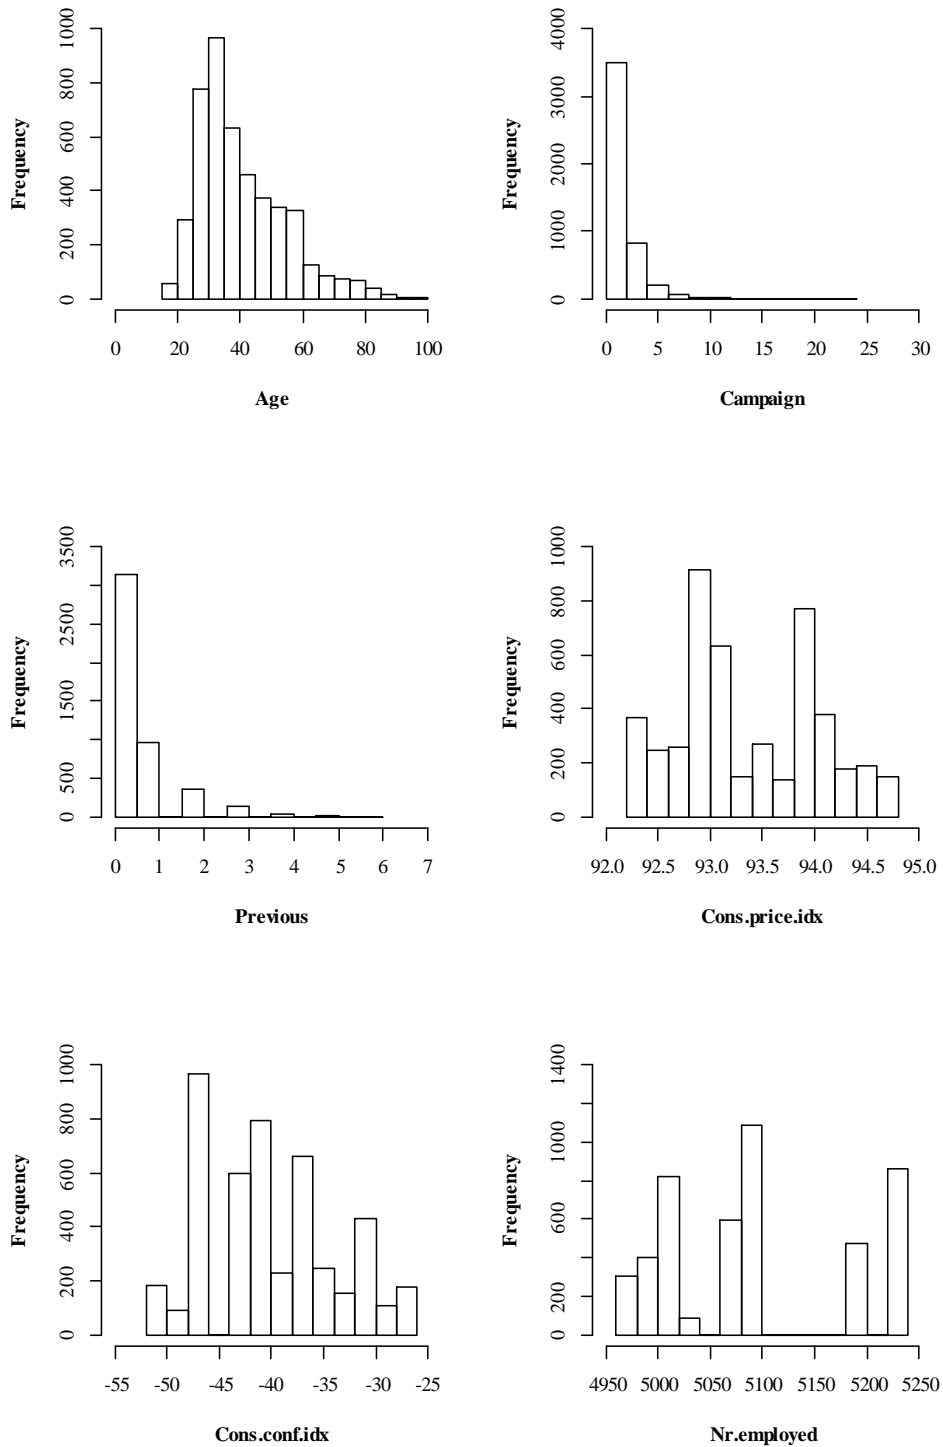 Frequency
0 200 400 600 800 1000
0 20 40 60 80 100
Age
Frequency
0 1000 2000 3000 4000
0 5 10 15 20 25 30
Campaign
Frequency
0 500 1500 2500 3500
0 1 2 3 4 5 6 7
Previous
Frequency
0 200 400 600 800 1000
92.0 92.5 93.0 93.5 94.0 94.5 95.0
Cons.price.idx
Frequency
0 200 400 600 800 1000
-55 -50 -45 -40 -35 -30 -25
Cons.conf.idx
Frequency
0 200 600 1000 1400
4950 5000 5050 5100 5150 5200 5250
Nr.employed